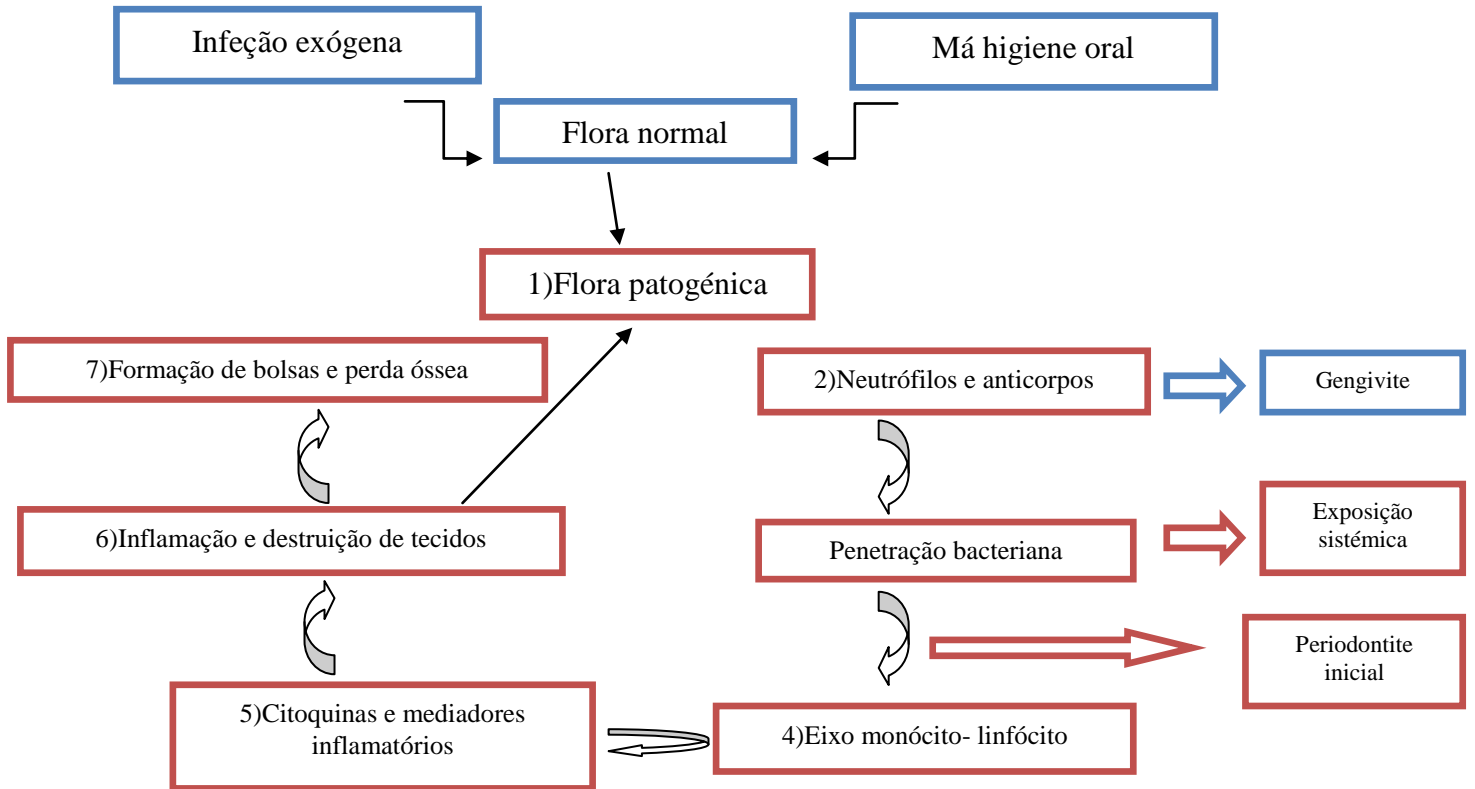 Infeção exógena
Má higiene oral
Flora normal
1)Flora patogénica
7)Formação de bolsas e perda óssea
2)Neutrófilos e anticorpos
Gengivite
6)Inflamação e destruição de tecidos
Penetração bacteriana
Exposição
sistémica
Periodontite
inicial
5)Citoquinas e mediadores
inflamatórios
4)Eixo monócito- linfócito